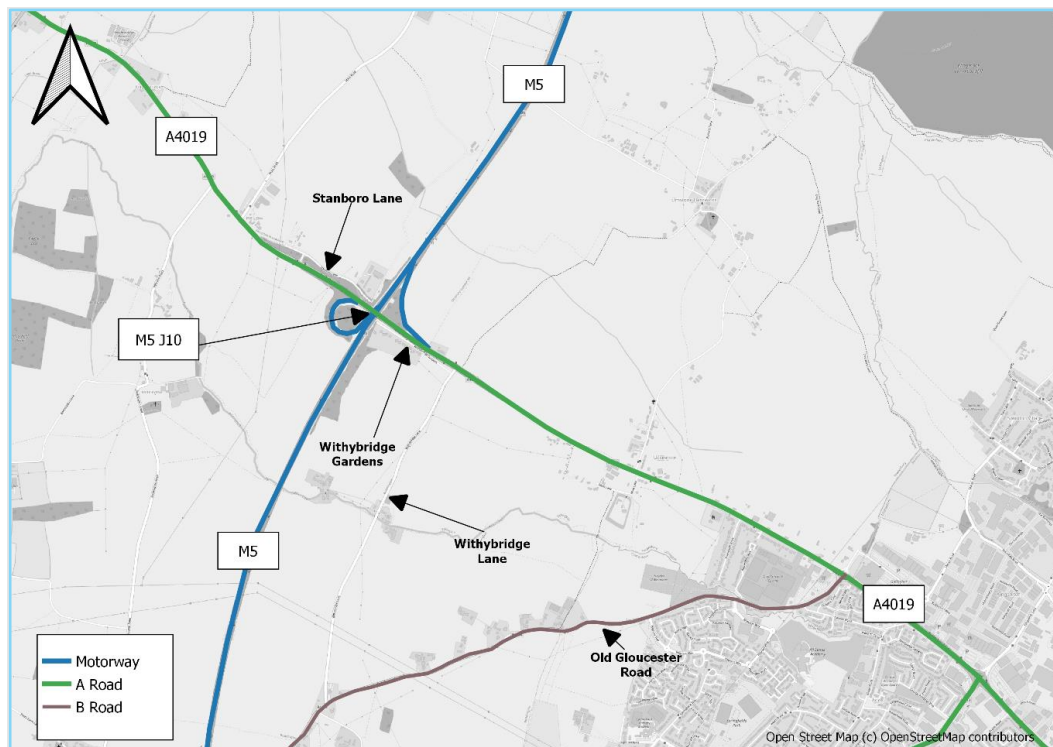 M5
A4019
Stanboro Lane
M5 J10
Withybridge
Gardens
M5
Withybridge
Lane
A4019
Old Gloucester
Road
Motorway
A Road
B Road
Open Street Map (c) OpenStreetMap contributors